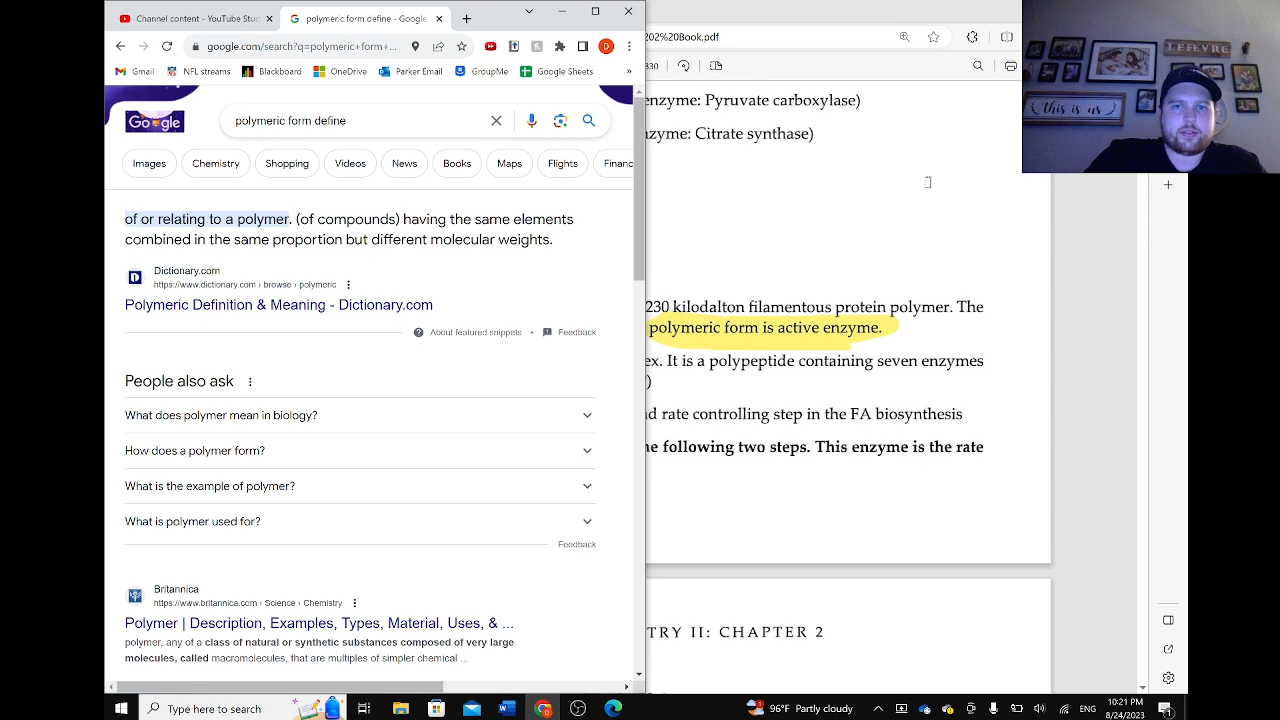 Channel content - YouTube Stu
polymeric form define - Google
google.com/search?q=polymeric+form+...
Gmail
NFL streams
Blackboard
OneDrive
Parker Email
GroupMe
Google Sheets
»
Google
polymeric form define
Images
Chemistry
Shopping
Videos
News
Books
Maps
Flights
Financ
of or relating to a polymer. (of compounds) having the same elements
combined in the same proportion but different molecular weights.
Dictionary.com
https://www.dictionary.com › browse › polymeric
Polymeric Definition & Meaning - Dictionary.com
About featured snippets
•
Feedback
People also ask
What does polymer mean in biology?
How does a polymer form?
What is the example of polymer?
What is polymer used for?
Feedback
Britannica
https://www.britannica.com › Science › Chemistry
Polymer | Description, Examples, Types, Material, Uses, & ...
polymer, any of a class of natural or synthetic substances composed of very large
molecules, called macromolecules, that are multiples of simpler chemical ...
202%20Book.pdf
330
enzyme: Pyruvate carboxylase)
nzyme: Citrate synthase)
230 kilodalton filamentous protein polymer. The
polymeric form is active enzyme.
ex. It is a polypeptide containing seven enzymes
)
nd rate controlling step in the FA biosynthesis
he following two steps. This enzyme is the rate
TRY II: CHAPTER 2
LEFEVRE
this is us
Type here to search
96°F Partly cloudy
ENG
10:21 PM
8/24/2023
1